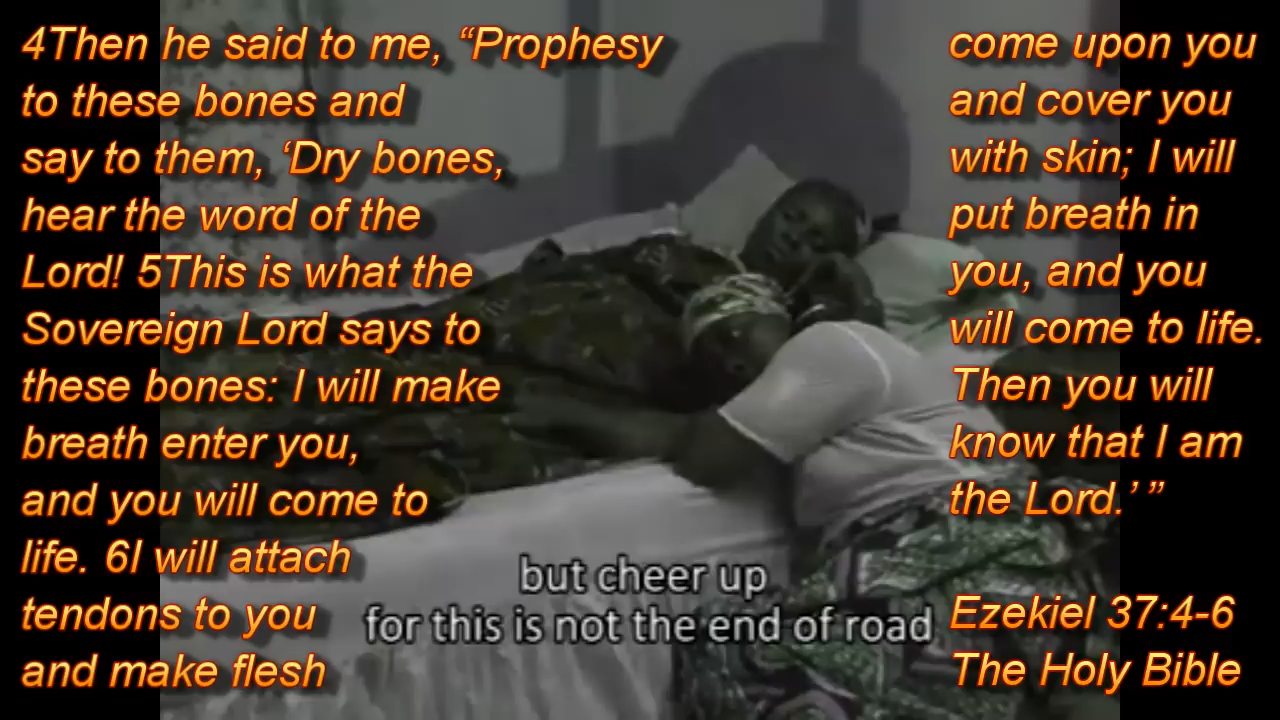 4Then he said to me, “Prophesy
to these bones and
say to them, ‘Dry bones,
hear the word of the
Lord! 5This is what the
Sovereign Lord says to
these bones: I will make
breath enter you,
and you will come to
life. 6I will attach
tendons to you
and make flesh
come upon you
and cover you
with skin; I will
put breath in
you, and you
will come to life.
Then you will
know that I am
the Lord.’ ”
Ezekiel 37:4-6
The Holy Bible
but cheer up
for this is not the end of road